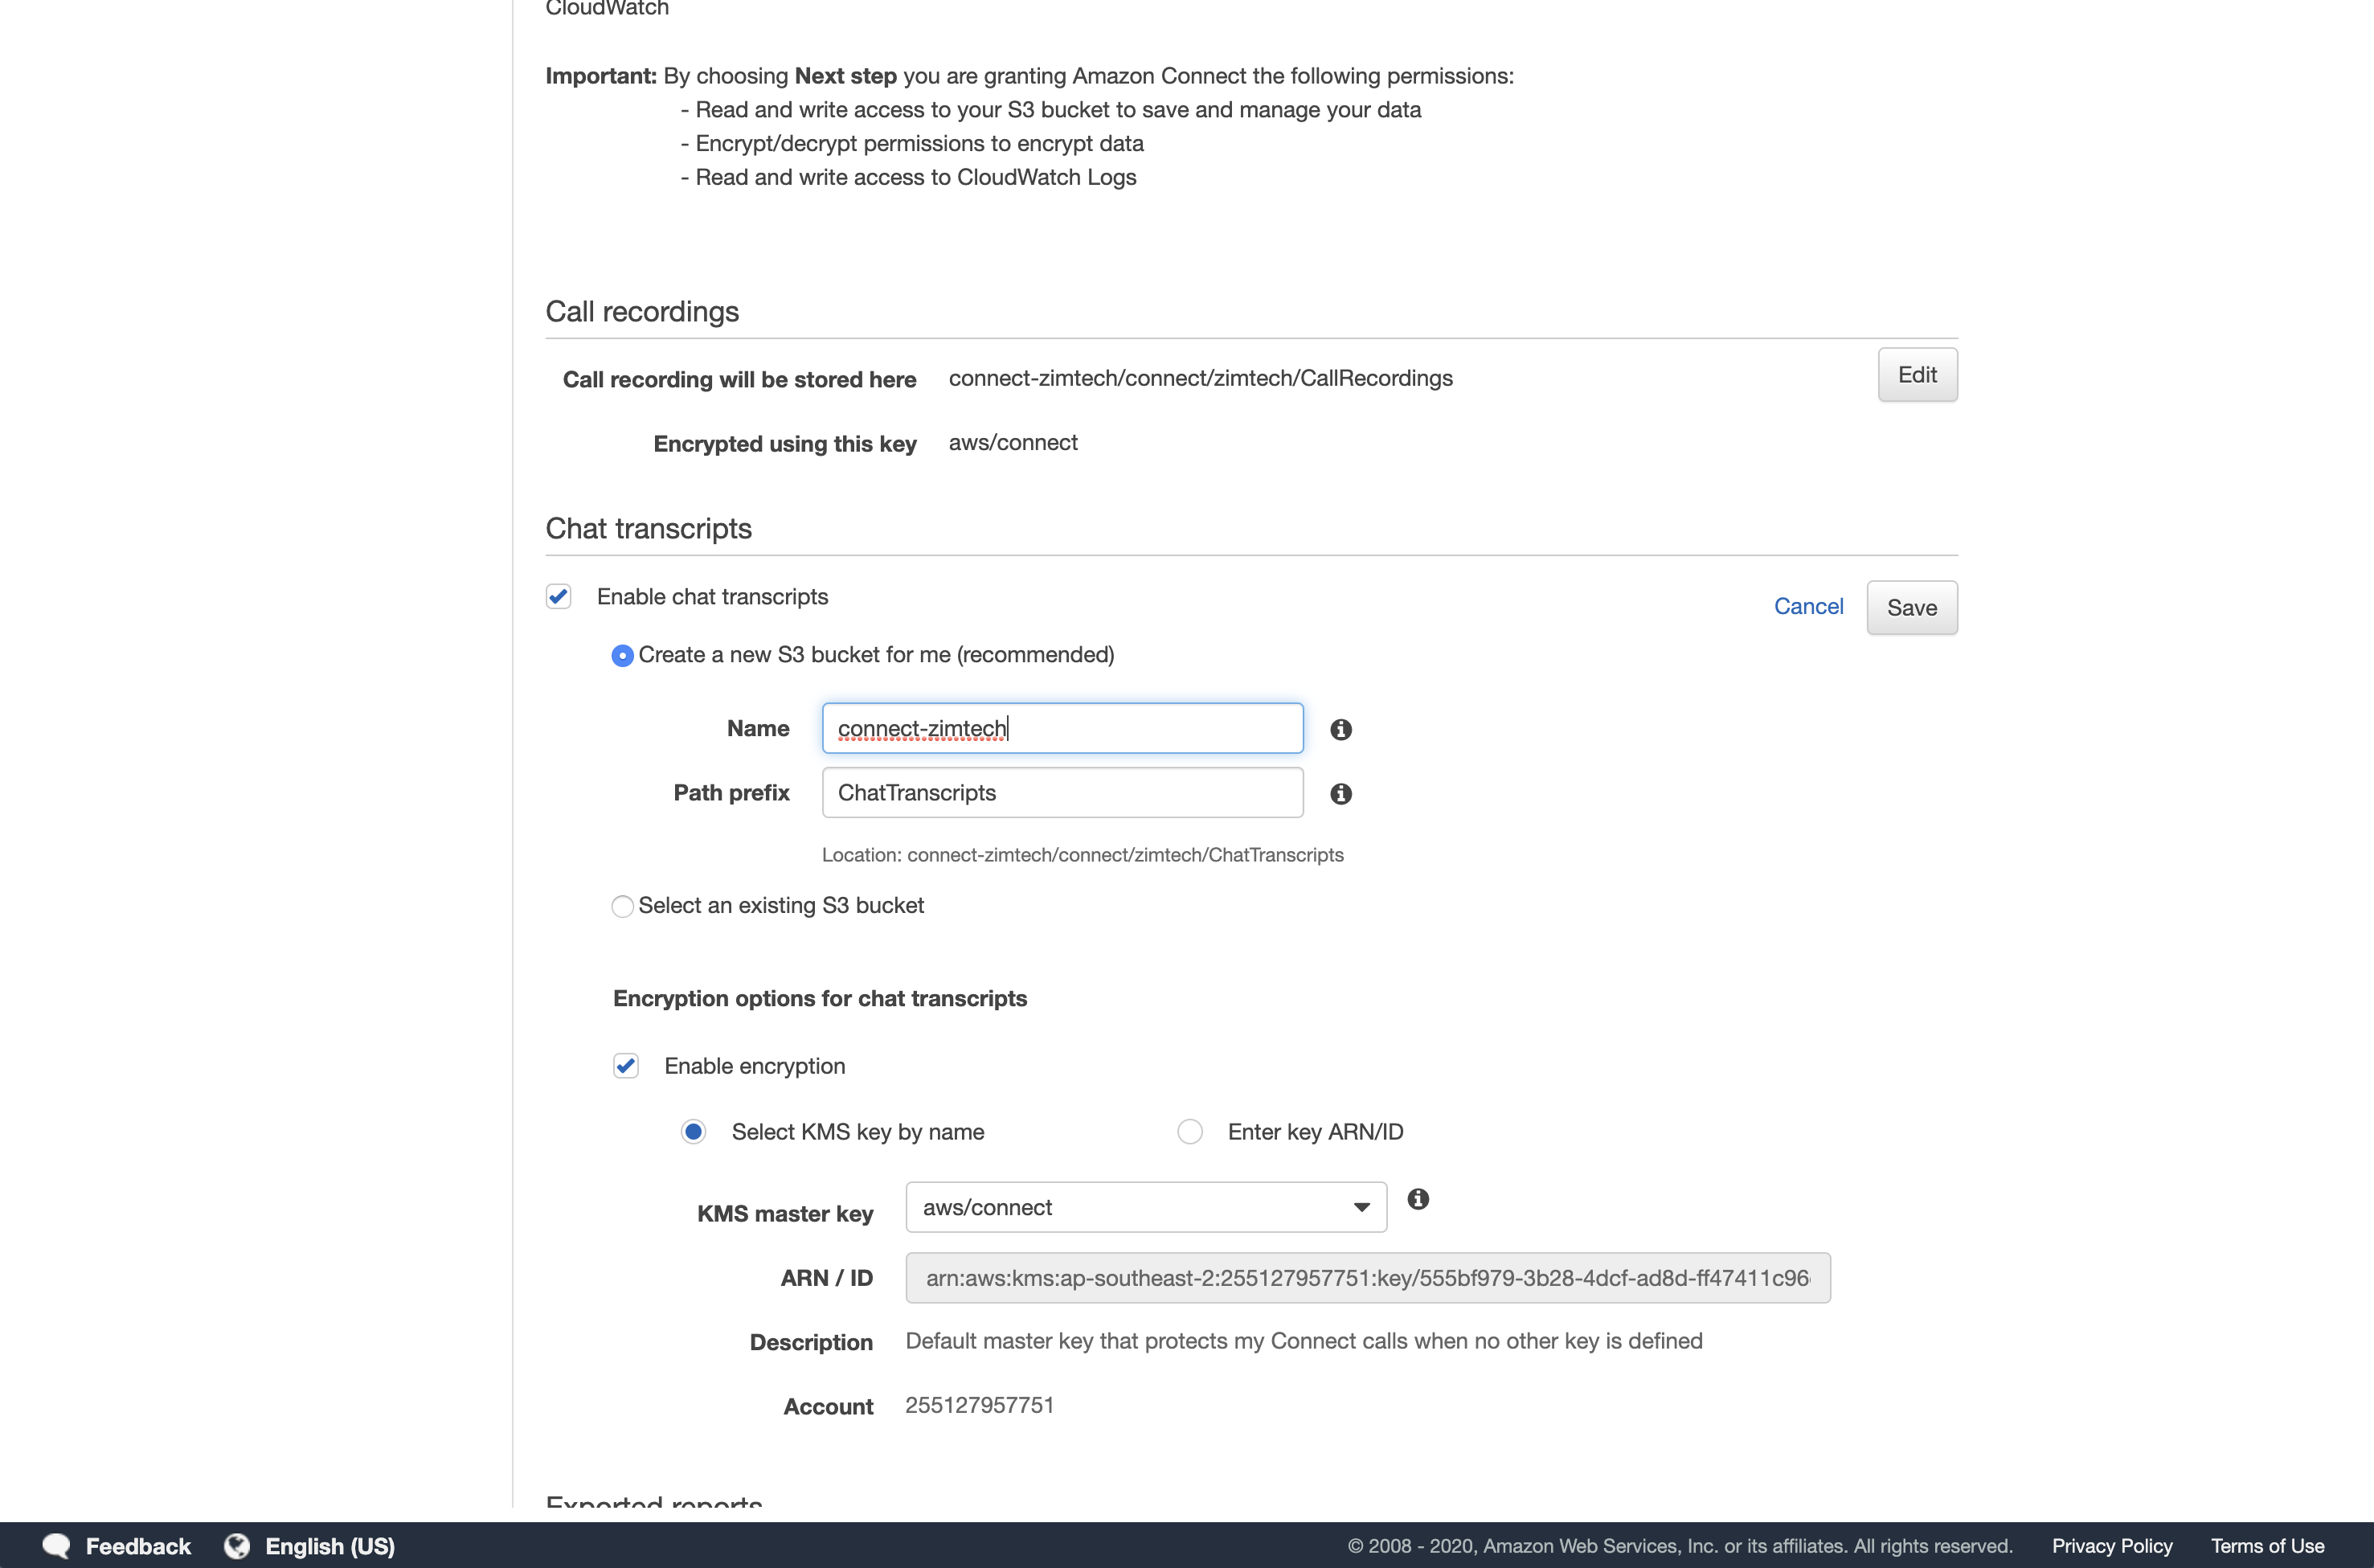 CloudWatch
Important: By choosing Next step you are granting Amazon Connect the following permissions:
- Read and write access to your S3 bucket to save and manage your data
- Encrypt/decrypt permissions to encrypt data
- Read and write access to CloudWatch Logs
Call recordings
Call recording will be stored here connect-zimtech/connect/zimtech/CallRecordings Edit
Encrypted using this key aws/connect
Chat transcripts
Enable chat transcripts Cancel Save
Create a new S3 bucket for me (recommended)
Name connect-zimtech
Path prefix ChatTranscripts
Location: connect-zimtech/connect/zimtech/ChatTranscripts
Select an existing S3 bucket
Encryption options for chat transcripts
Enable encryption
Select KMS key by name Enter key ARN/ID
KMS master key aws/connect
ARN / ID arn:aws:kms:ap-southeast-2:255127957751:key/555bf979-3b28-4dcf-ad8d-ff47411c96
Description Default master key that protects my Connect calls when no other key is defined
Account 255127957751
Exported reports
Feedback English (US) © 2008 - 2020, Amazon Web Services, Inc. or its affiliates. All rights reserved. Privacy Policy Terms of Use